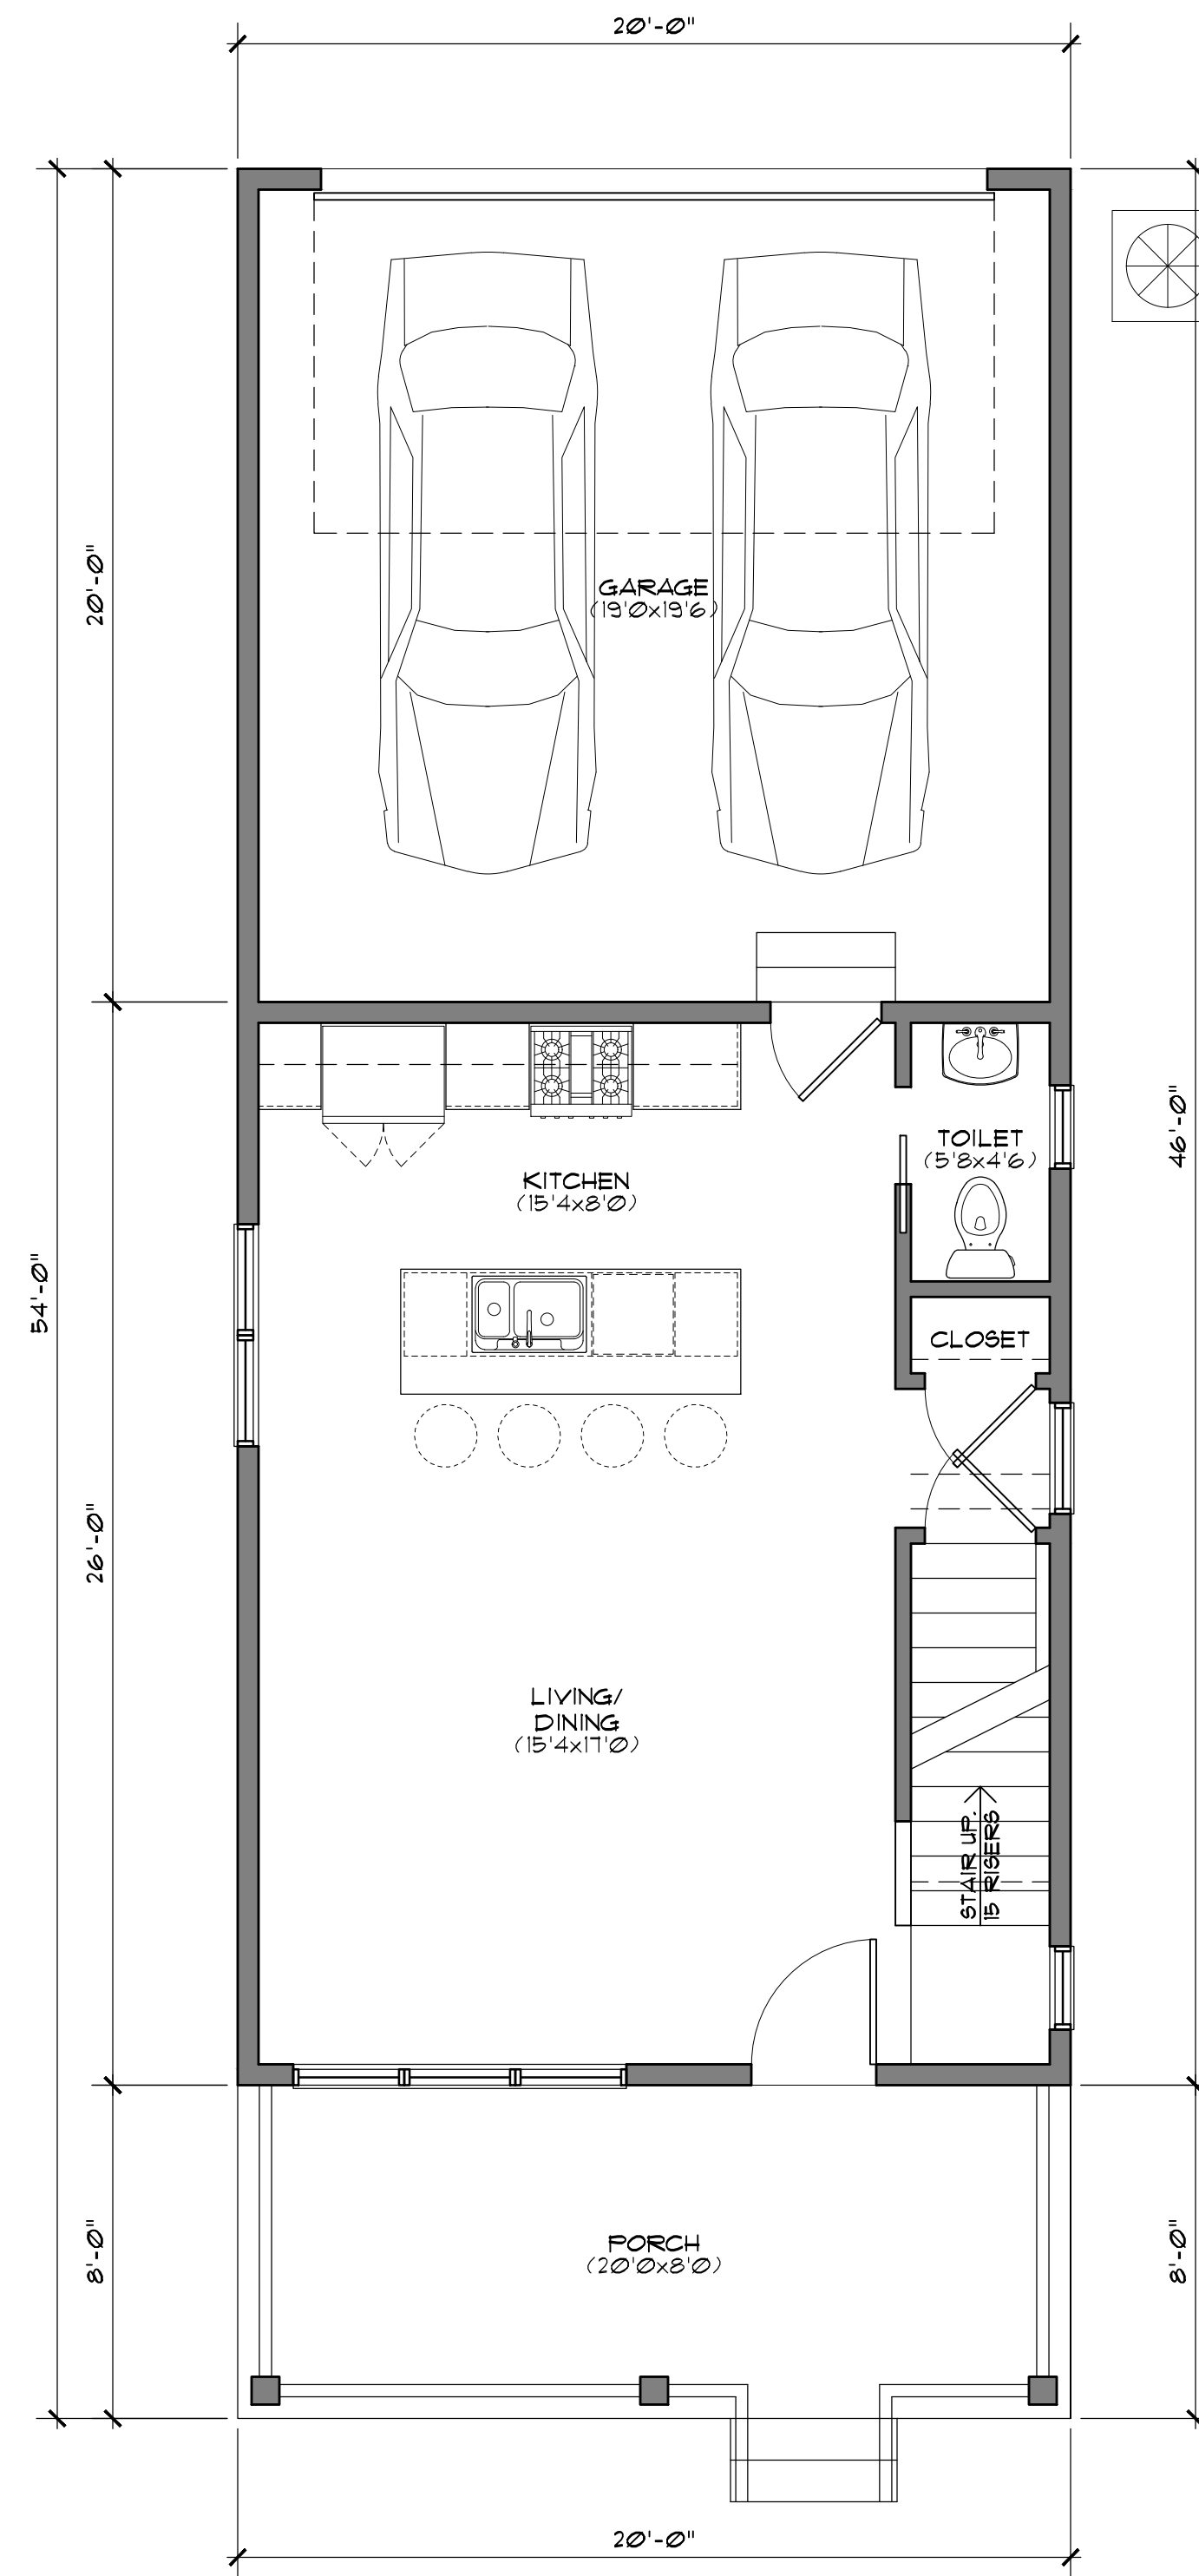 20'-0"
20'-0"
GARAGE
(19'0x19'6)
46'-0"
TOILET
(5'8x4'6)
KITCHEN
(15'4x8'0)
54'-0"
CLOSET
26'-0"
LIVING/
DINING
(15'4x17'0)
STAIR UP.
15 RISERS
8'-0"
PORCH
(20'0x8'0)
8'-0"
20'-0"